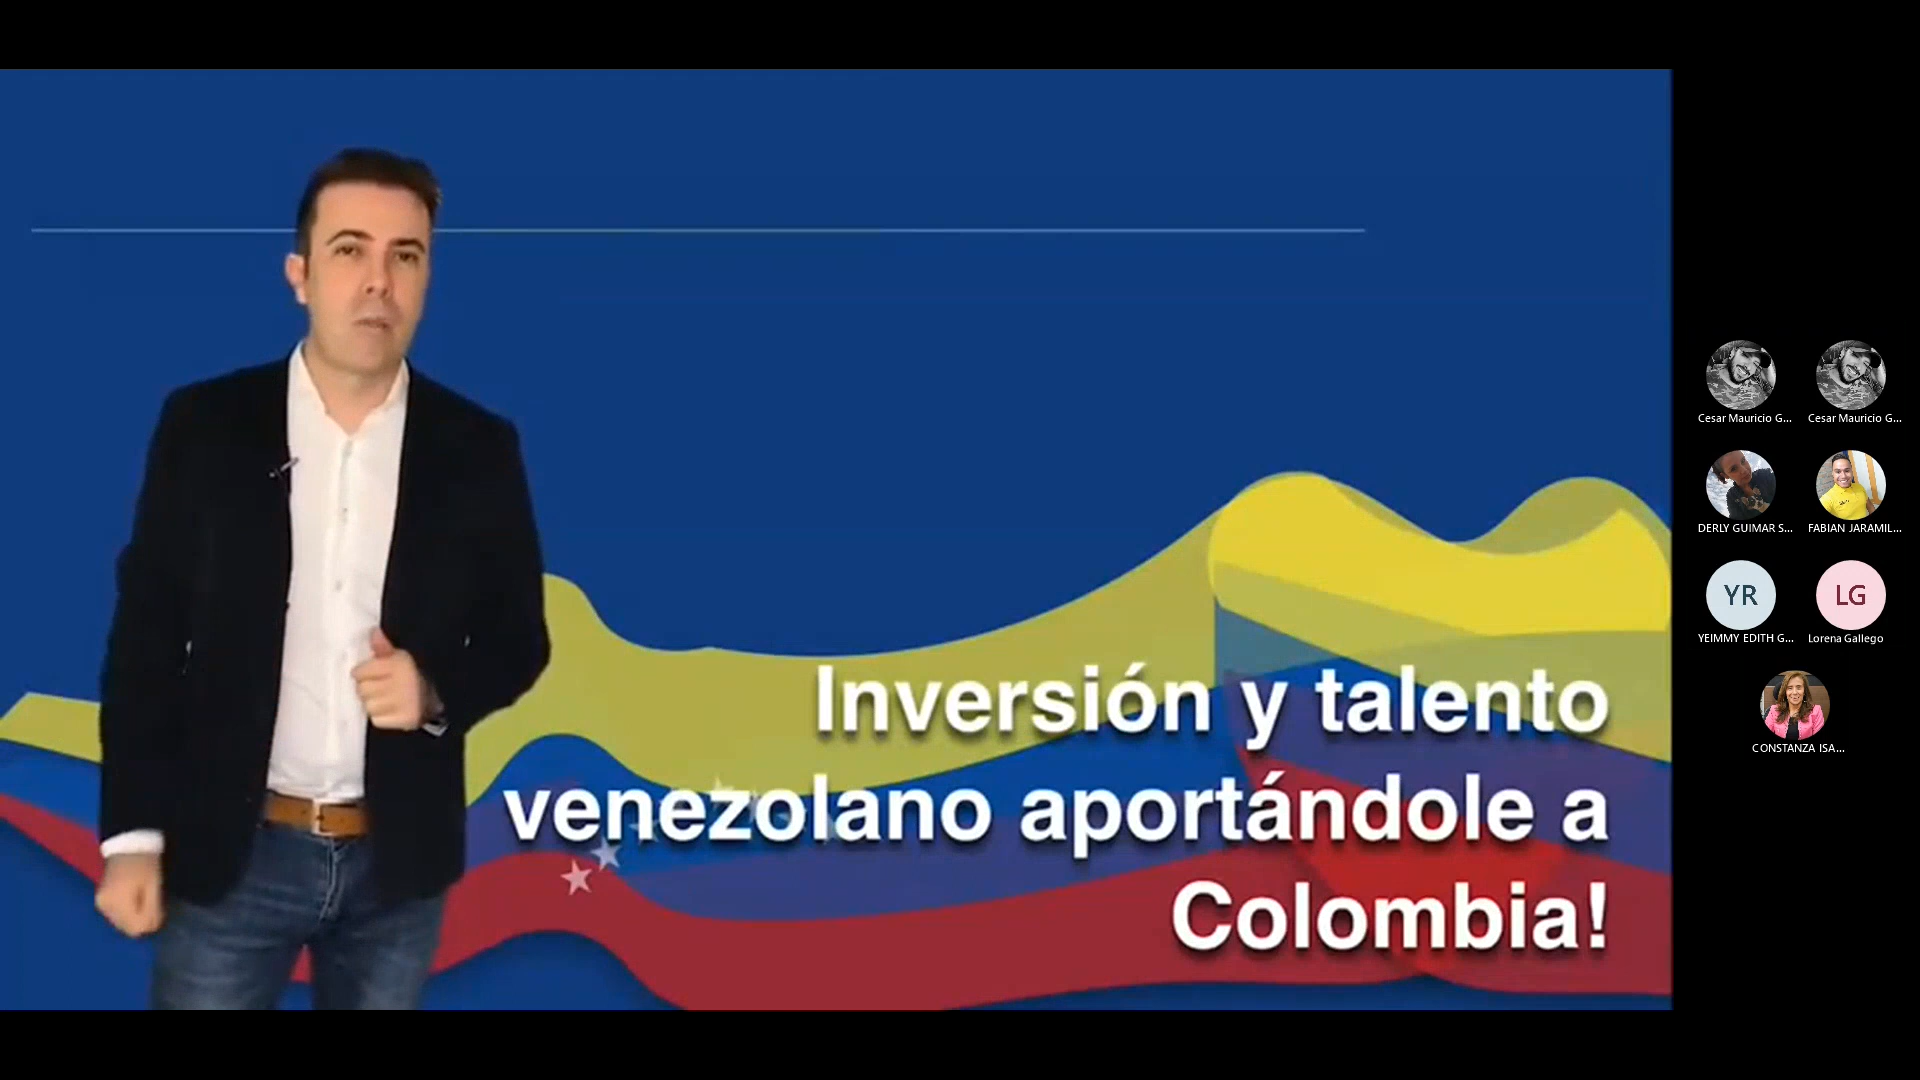 Inversión y talento
venezolano aportándole a
Colombia!
Cesar Mauricio G...
Cesar Mauricio G...
DERLY GUIMAR S...
FABIAN JARAMIL...
YR
LG
YEIMMY EDITH G...
Lorena Gallego
CONSTANZA ISA...